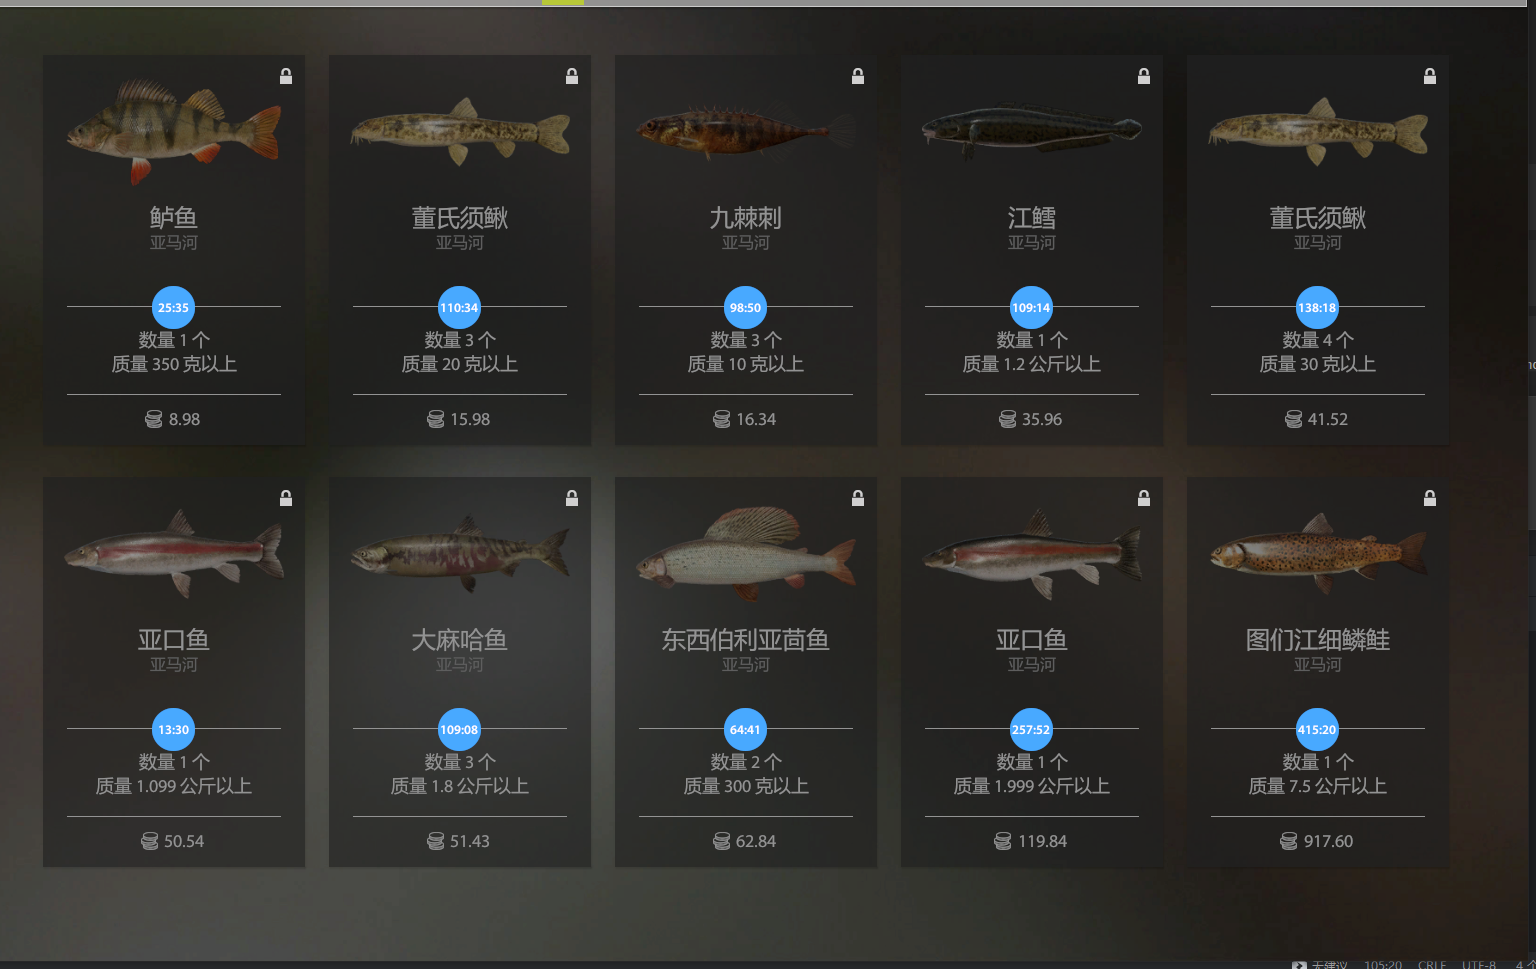 鲈鱼
亚马河
25:35
数量 1 个
质量 350 克以上
8.98
董氏须鳅
亚马河
110:34
数量 3 个
质量 20 克以上
15.98
九棘刺
亚马河
98:50
数量 3 个
质量 10 克以上
16.34
江鳕
亚马河
109:14
数量 1 个
质量 1.2 公斤以上
35.96
董氏须鳅
亚马河
138:18
数量 4 个
质量 30 克以上
41.52
亚口鱼
亚马河
13:30
数量 1 个
质量 1.099 公斤以上
50.54
大麻哈鱼
亚马河
109:08
数量 3 个
质量 1.8 公斤以上
51.43
东西伯利亚茴鱼
亚马河
64:41
数量 2 个
质量 300 克以上
62.84
亚口鱼
亚马河
257:52
数量 1 个
质量 1.999 公斤以上
119.84
图们江细鳞鲑
亚马河
415:20
数量 1 个
质量 7.5 公斤以上
917.60
无建议 105:20 CRLF UTF-8 4 个